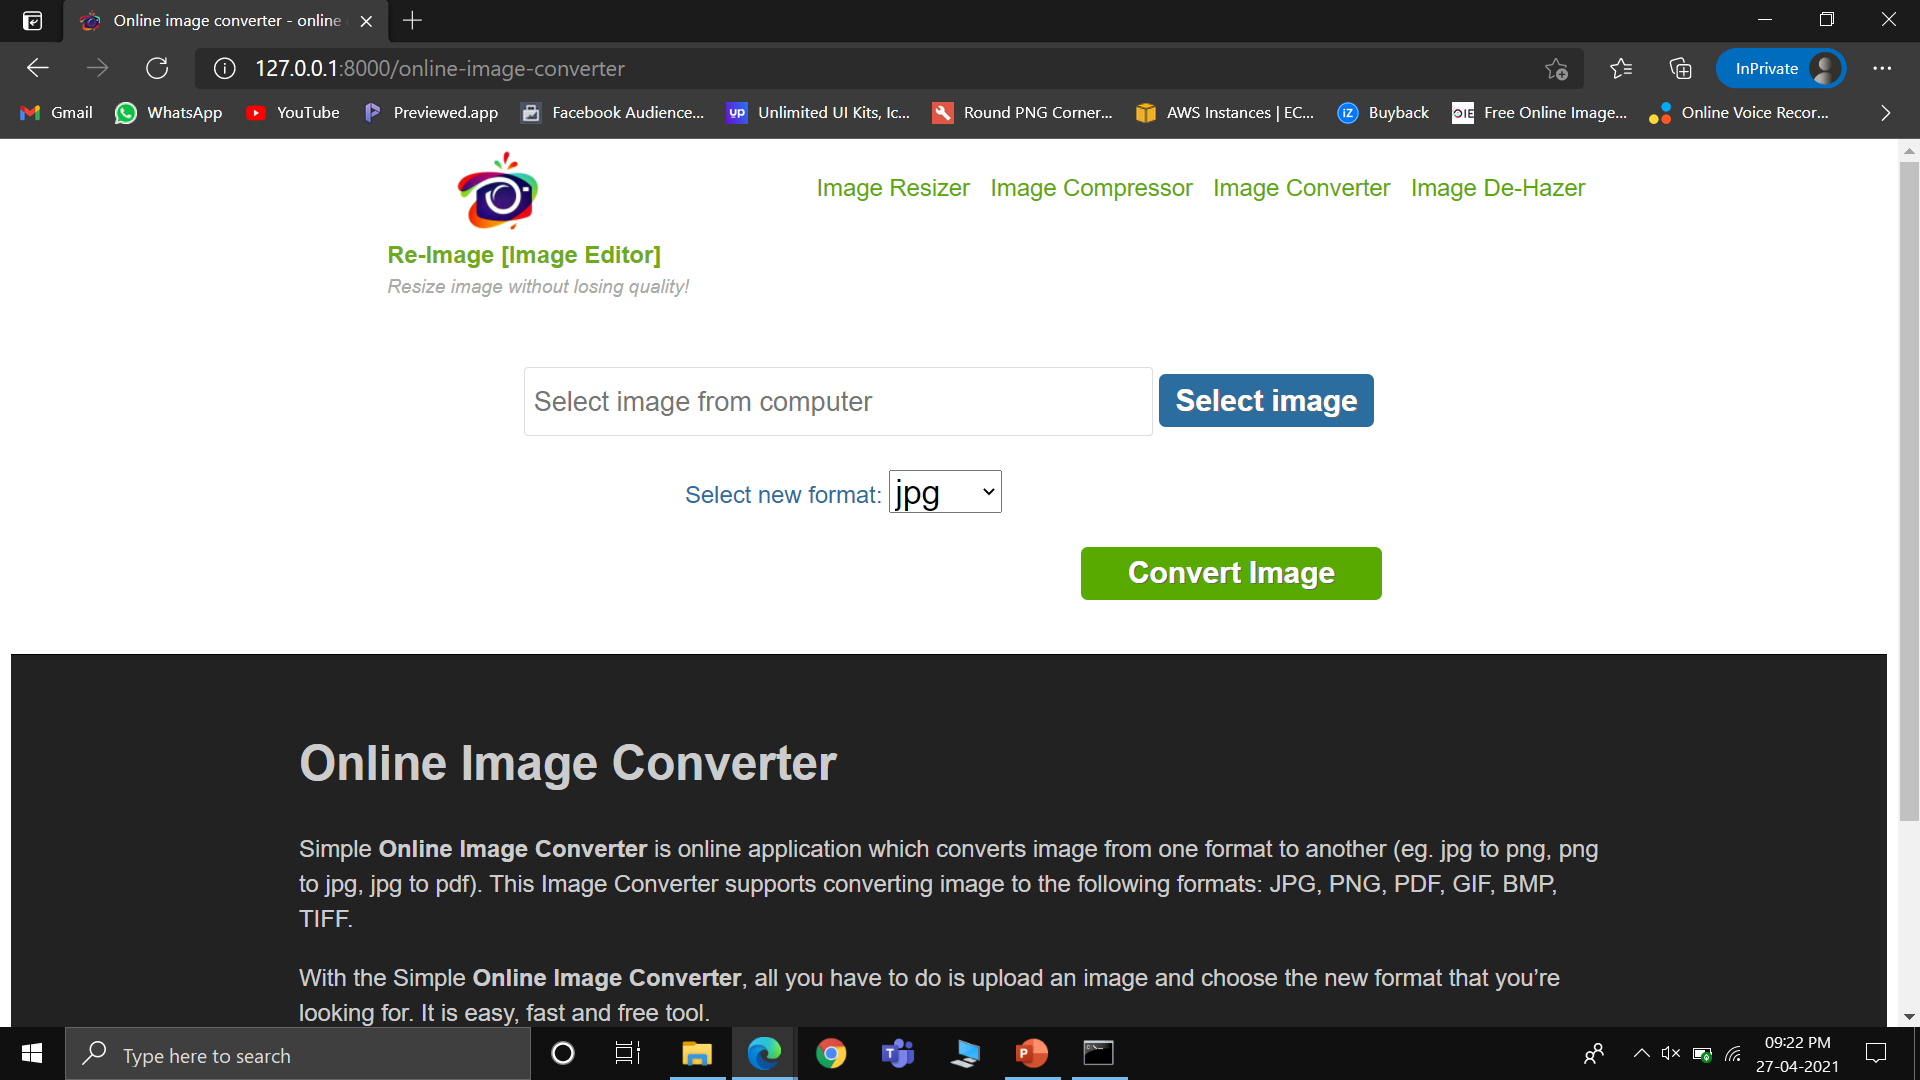 Online image converter - online
127.0.0.1:8000/online-image-converter
InPrivate
Gmail
WhatsApp
YouTube
Previewed.app
Facebook Audience...
up
Unlimited UI Kits, Ic...
Round PNG Corner...
AWS Instances | EC...
iZ
Buyback
OIE
Free Online Image...
Online Voice Recor...
Image Resizer
Image Compressor
Image Converter
Image De-Hazer
Re-Image [Image Editor]
Resize image without losing quality!
Select image from computer
Select image
Select new format:
jpg
Convert Image
Online Image Converter
Simple Online Image Converter is online application which converts image from one format to another (eg. jpg to png, png
to jpg, jpg to pdf). This Image Converter supports converting image to the following formats: JPG, PNG, PDF, GIF, BMP,
TIFF.
With the Simple Online Image Converter, all you have to do is upload an image and choose the new format that you’re
looking for. It is easy, fast and free tool.
Type here to search
09:22 PM
27-04-2021